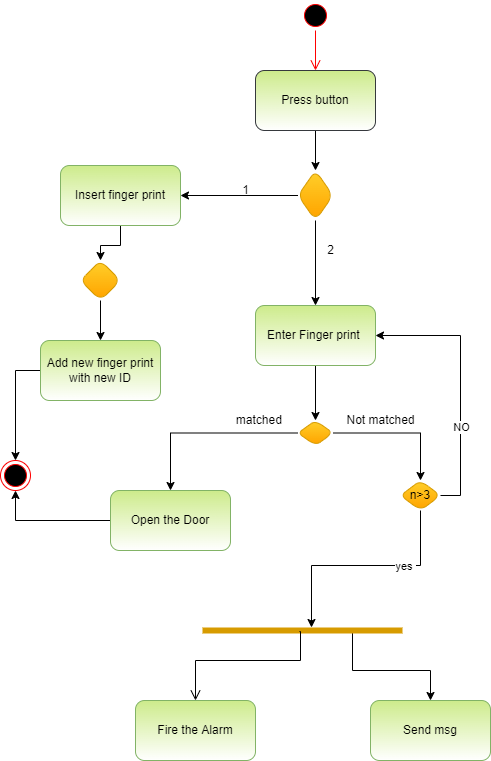 Press button
1
Insert finger print
2
Enter Finger print
Add new finger print
with new ID
matched
Not matched
NO
n>3
Open the Door
yes
Fire the Alarm
Send msg